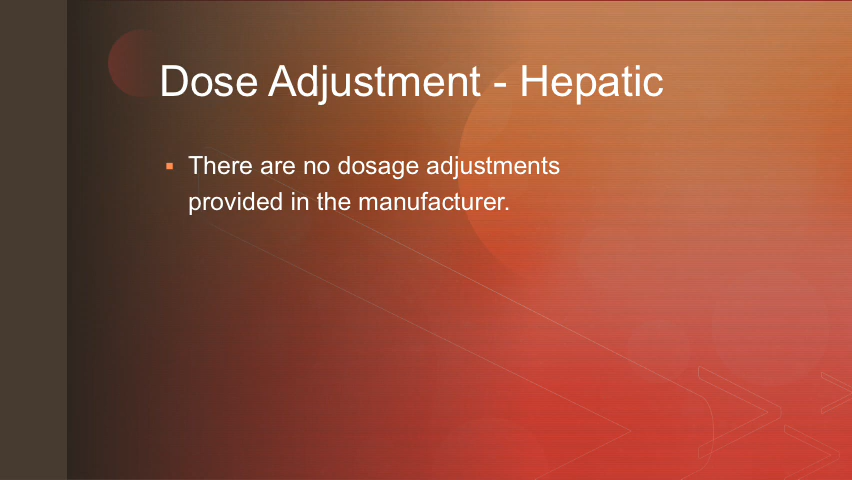 Dose Adjustment - Hepatic
▪ There are no dosage adjustments
provided in the manufacturer.